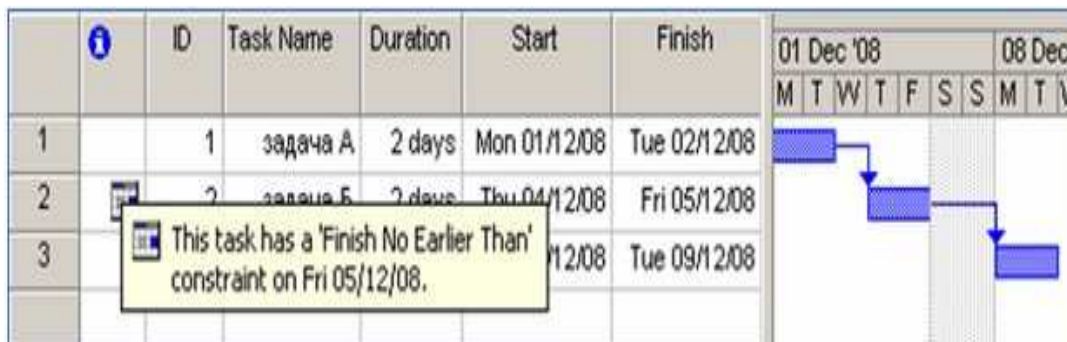 ID Task Name Duration Start Finish 01 Dec '08 08 Dec
M T W T F S S M T
1 1 задача А 2 days Mon 01/12/08 Tue 02/12/08
2 2 задача Б 2 days Thu 04/12/08 Fri 05/12/08
This task has a 'Finish No Earlier Than'
constraint on Fri 05/12/08.
3 /12/08 Tue 09/12/08